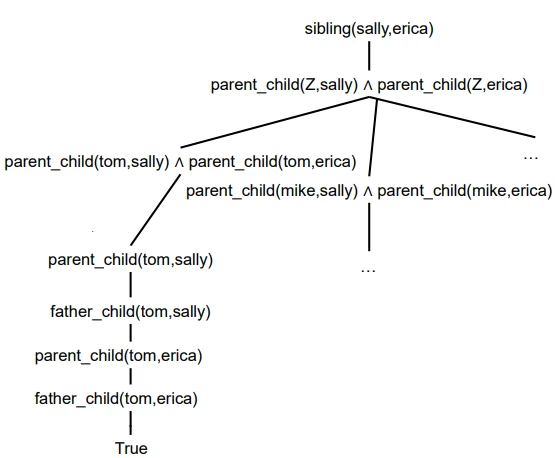 sibling(sally,erica)
parent_child(Z,sally) ∧ parent_child(Z,erica)
parent_child(tom,sally) ∧ parent_child(tom,erica)
...
parent_child(mike,sally) ∧ parent_child(mike,erica)
parent_child(tom,sally)
...
father_child(tom,sally)
parent_child(tom,erica)
father_child(tom,erica)
True